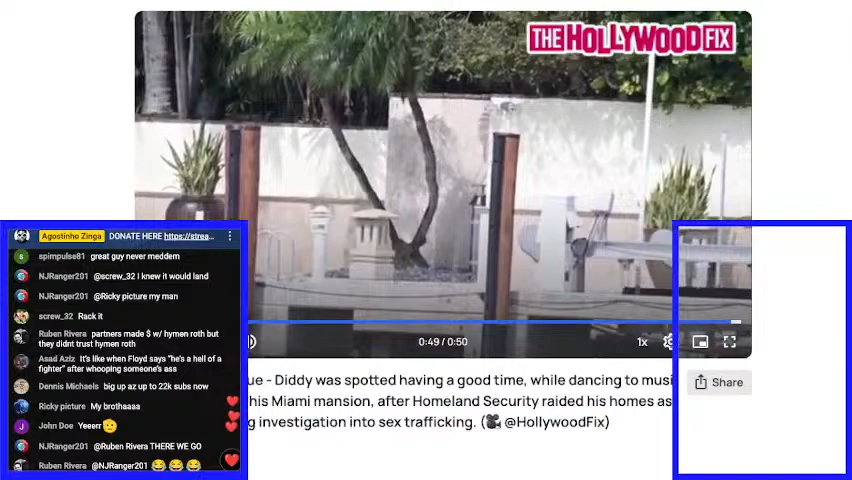 THE HOLLYWOOD FIX
Agostinho Zinga DONATE HERE https://strea...
spimpulse81 great guy never meddern
NJRanger201 @screw_32 I knew it would land
NJRanger201 @Ricky picture my man
screw_32 Rack it
Ruben Rivera partners made $ w/ hymen roth but
they didnt trust hymen roth
Asad Aziz It's like when Floyd says "he's a hell of a
fighter" after whooping someone's ass
Dennis Michaels big up az up to 22k subs now
Ricky picture My brothaaaa
John Doe Yeeerr
NJRanger201 @Ruben Rivera THERE WE GO
Ruben Rivera @NJRanger201 😂 😂 😂
0:49 / 0:50
1x
Share
ue - Diddy was spotted having a good time, while dancing to musi
his Miami mansion, after Homeland Security raided his homes as
g investigation into sex trafficking. (🎥 @HollywoodFix)